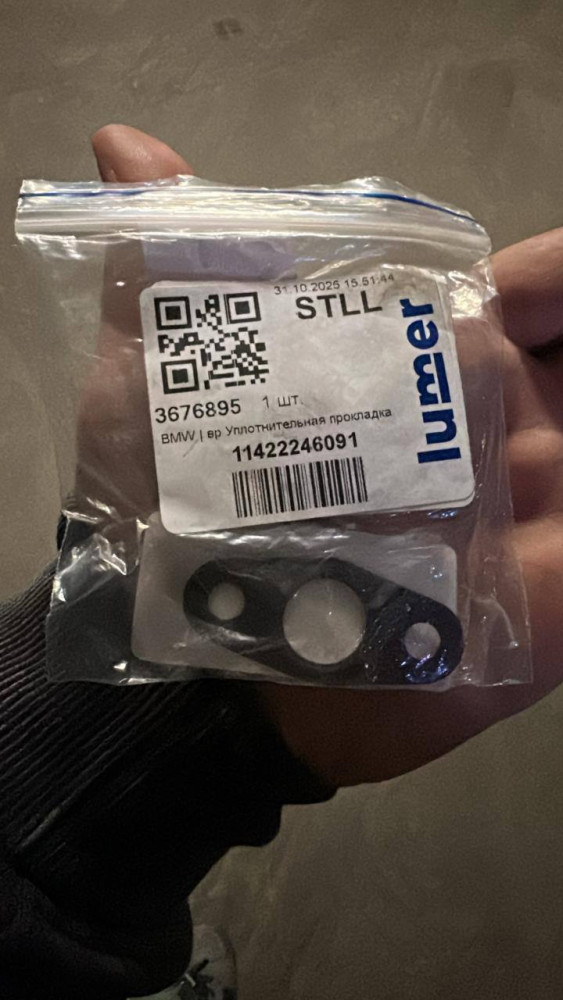 31.10.2025 15:51:44
STLL
lumer
3676895 1 шт.
BMW | вр Уплотнительная прокладка
11422246091